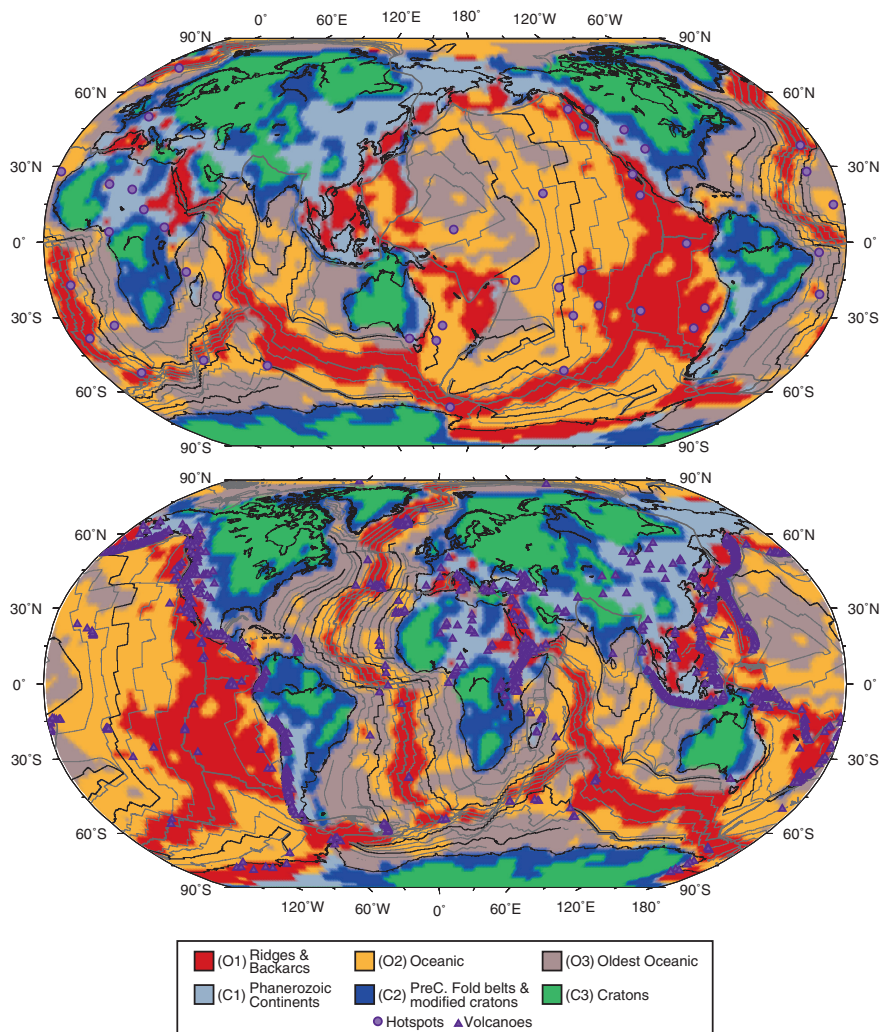 0° 60°E 120°E 180° 120°W 60°W
90°N 90°N
60°N 60°N
30°N 30°N
0° 0°
30°S 30°S
60°S 60°S
90°S 90°S
90°N 90°N
60°N 60°N
30°N 30°N
0° 0°
30°S 30°S
60°S 60°S
90°S 90°S
120°W 60°W 0° 60°E 120°E 180°
(O1) Ridges & Backarcs
(O2) Oceanic
(O3) Oldest Oceanic
(C1) Phanerozoic Continents
(C2) PreC. Fold belts & modified cratons
(C3) Cratons
Hotspots Volcanoes